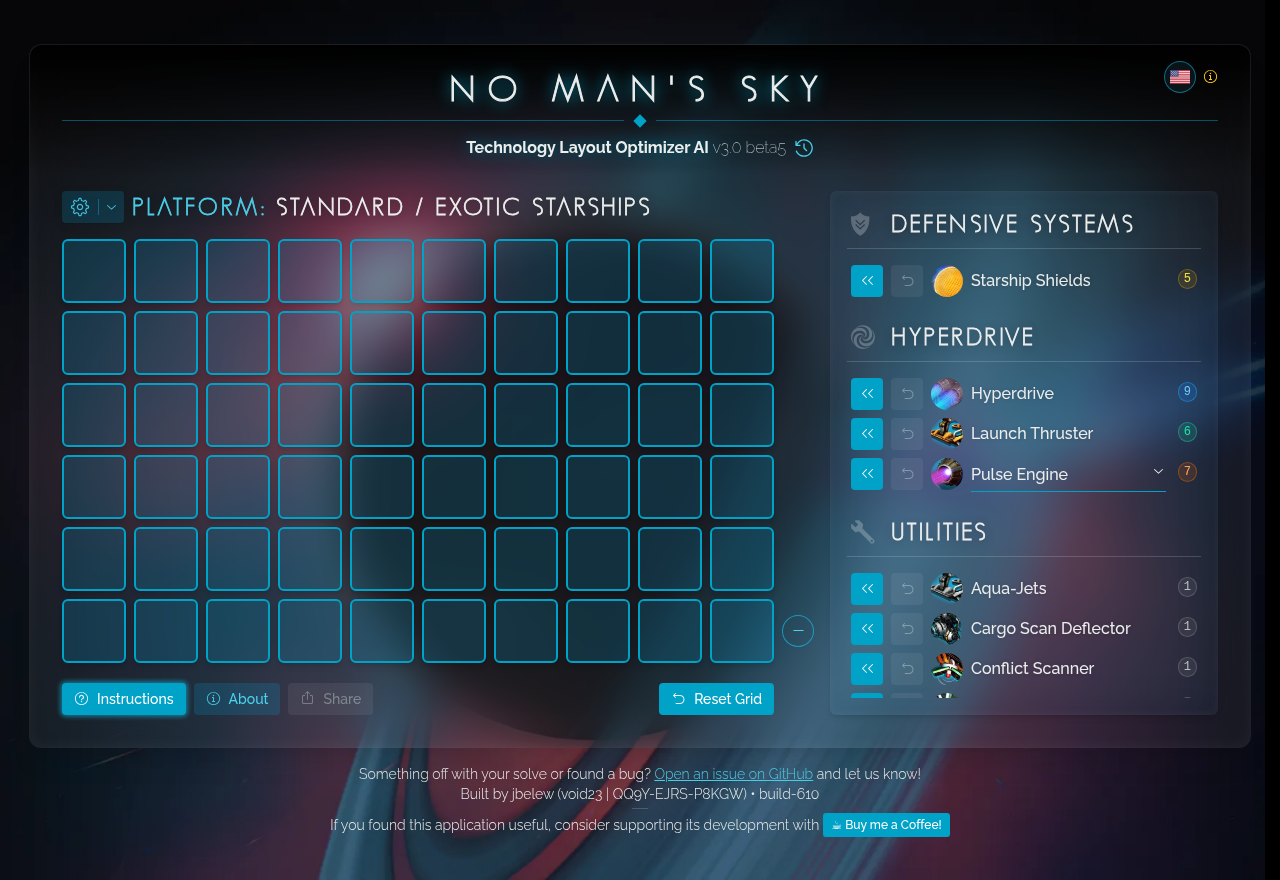 NO MAN'S SKY
Technology Layout Optimizer AI v3.0 beta5
PLATFORM: STANDARD / EXOTIC STARSHIPS
Instructions
About
Share
Reset Grid
DEFENSIVE SYSTEMS
Starship Shields 5
HYPERDRIVE
Hyperdrive 9
Launch Thruster 6
Pulse Engine 7
UTILITIES
Aqua-Jets 1
Cargo Scan Deflector 1
Conflict Scanner 1
Something off with your solve or found a bug? Open an issue on GitHub and let us know!
Built by jbelew (void23 | QQ9Y-EJRS-P8KGW) • build-610
If you found this application useful, consider supporting its development with Buy me a Coffee!